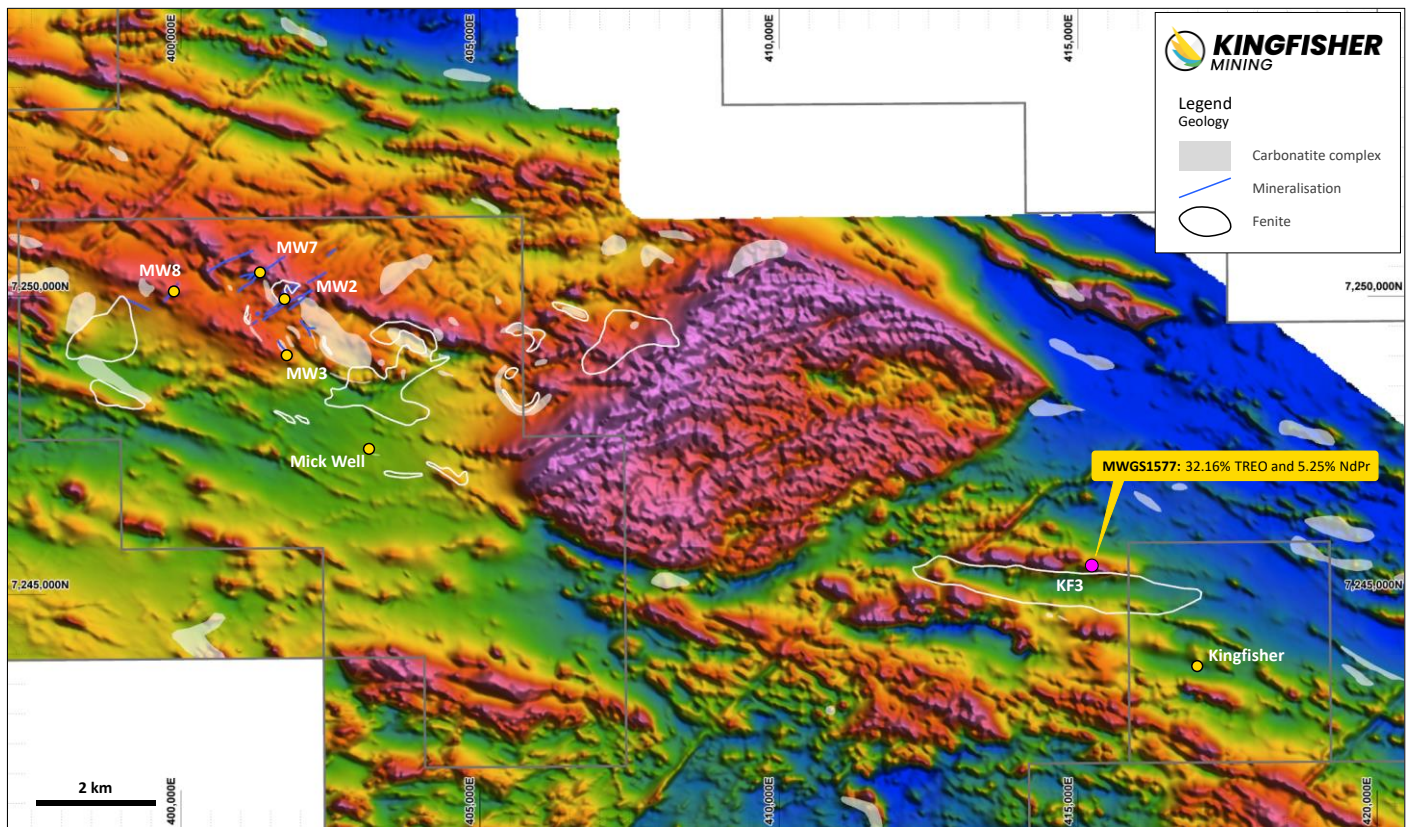 400,000E
405,000E
410,000E
415,000E
KINGFISHER
MINING
Legend
Geology
Carbonatite complex
Mineralisation
Fenite
MW7
MW8
MW2
7,250,000N
7,250,000N
MW3
Mick Well
MWGS1577: 32.16% TREO and 5.25% NdPr
7,245,000N
KF3
7,245,000N
Kingfisher
2 km
400,000E
405,000E
410,000E
415,000E
420,000E